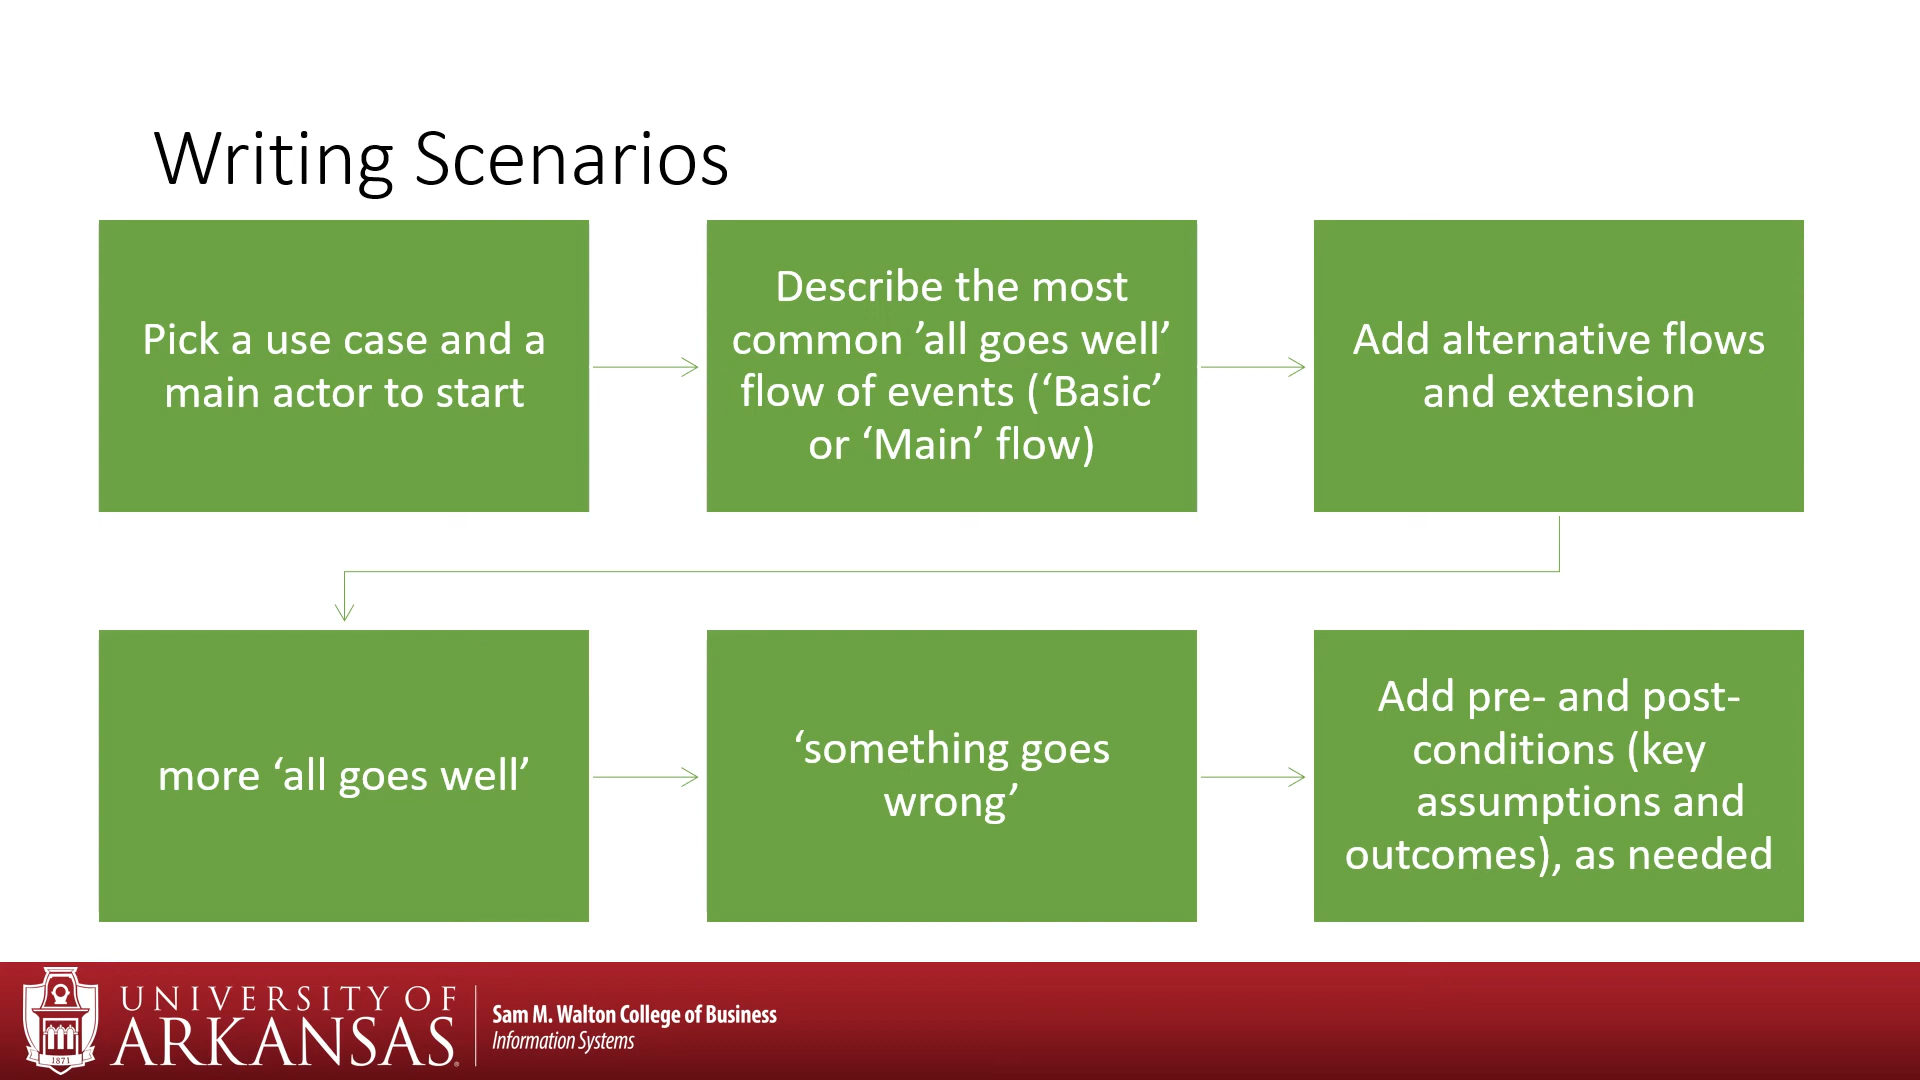 Writing Scenarios
Pick a use case and a
main actor to start
Describe the most
common ’all goes well’
flow of events (‘Basic’
or ‘Main’ flow)
Add alternative flows
and extension
more ‘all goes well’
‘something goes
wrong’
Add pre- and post-
conditions (key
assumptions and
outcomes), as needed
1871
UNIVERSITY OF
ARKANSAS
Sam M. Walton College of Business
Information Systems